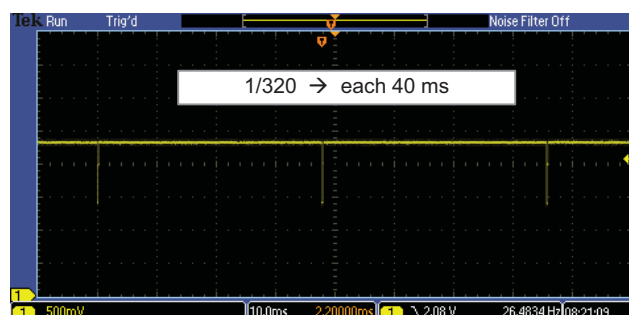 Tek Run Trig'd Noise Filter Off
T
T
1/320 → each 40 ms
1
1 500mV 10.0ms 2.20000ms 1 \ 2.08 V 26.4834 Hz 08:21:09